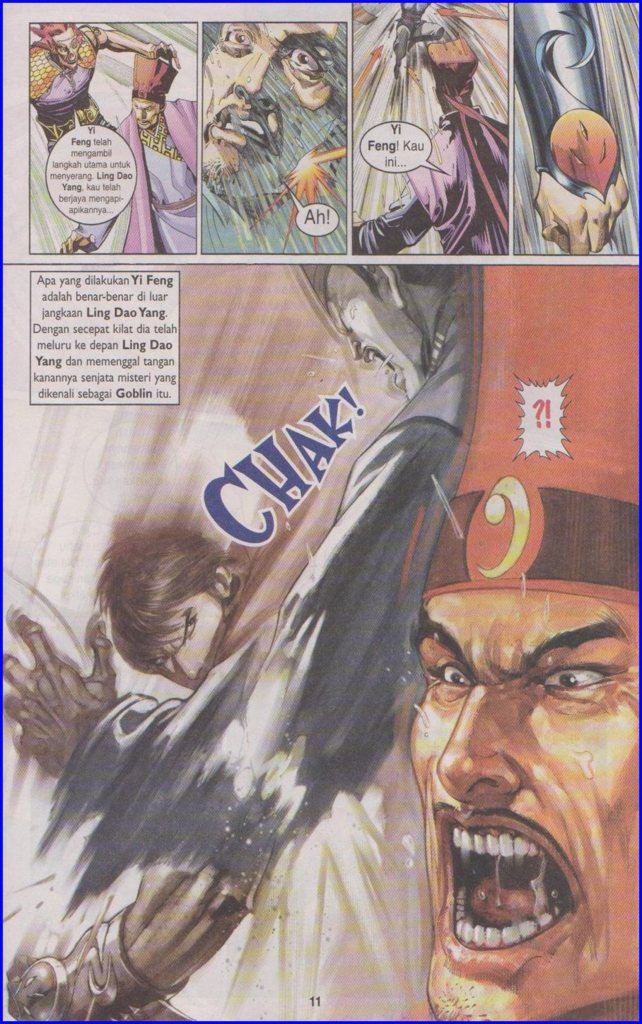 Yi
Feng telah
mengambil
langkah utama untuk
menyerang. Ling Dao
Yang, kau telah
berjaya mengapi-
apikannya...
Ah!
Yi
Feng! Kau
ini...
Apa yang dilakukan Yi Feng
adalah benar-benar di luar
jangkaan Ling Dao Yang.
Dengan secepat kilat dia telah
meluru ke depan Ling Dao
Yang dan memenggal tangan
kanannya senjata misteri yang
dikenali sebagai Goblin itu.
CHAK!
?!
11